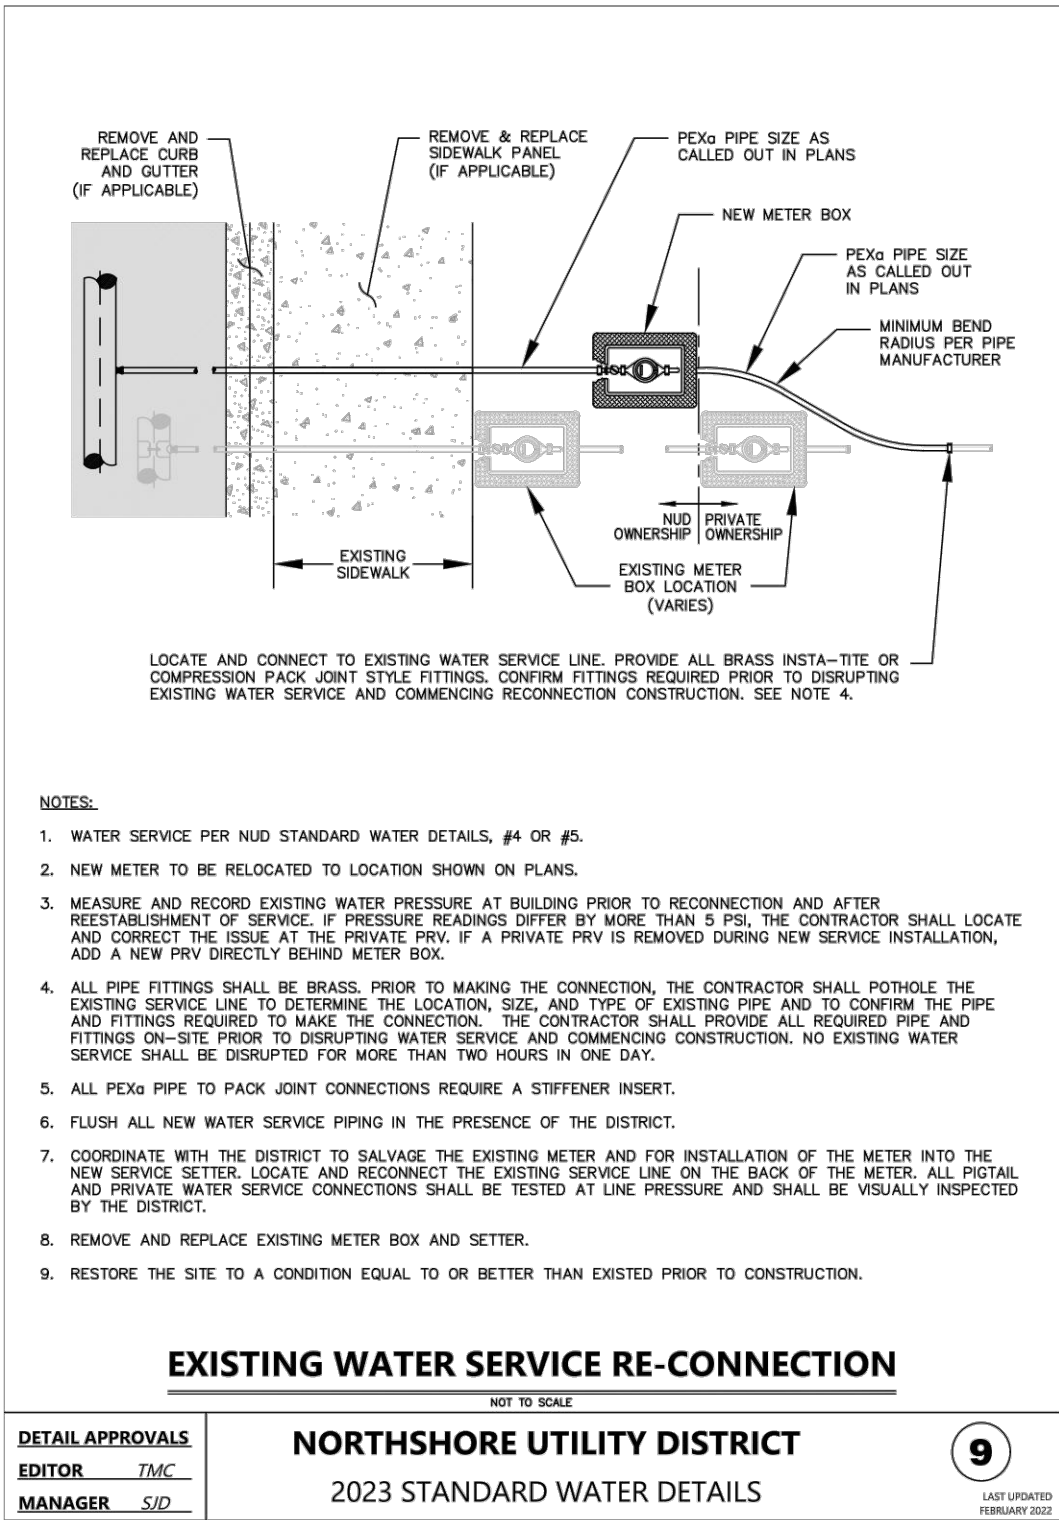 REMOVE AND
REPLACE CURB
AND GUTTER
(IF APPLICABLE)
REMOVE & REPLACE
SIDEWALK PANEL
(IF APPLICABLE)
PEXa PIPE SIZE AS
CALLED OUT IN PLANS
NEW METER BOX
PEXa PIPE SIZE
AS CALLED OUT
IN PLANS
MINIMUM BEND
RADIUS PER PIPE
MANUFACTURER
NUD
OWNERSHIP
PRIVATE
OWNERSHIP
EXISTING
SIDEWALK
EXISTING METER
BOX LOCATION
(VARIES)
LOCATE AND CONNECT TO EXISTING WATER SERVICE LINE. PROVIDE ALL BRASS INSTA-TITE OR
COMPRESSION PACK JOINT STYLE FITTINGS. CONFIRM FITTINGS REQUIRED PRIOR TO DISRUPTING
EXISTING WATER SERVICE AND COMMENCING RECONNECTION CONSTRUCTION. SEE NOTE 4.
NOTES:
1. WATER SERVICE PER NUD STANDARD WATER DETAILS, #4 OR #5.
2. NEW METER TO BE RELOCATED TO LOCATION SHOWN ON PLANS.
3. MEASURE AND RECORD EXISTING WATER PRESSURE AT BUILDING PRIOR TO RECONNECTION AND AFTER
REESTABLISHMENT OF SERVICE. IF PRESSURE READINGS DIFFER BY MORE THAN 5 PSI, THE CONTRACTOR SHALL LOCATE
AND CORRECT THE ISSUE AT THE PRIVATE PRV. IF A PRIVATE PRV IS REMOVED DURING NEW SERVICE INSTALLATION,
ADD A NEW PRV DIRECTLY BEHIND METER BOX.
4. ALL PIPE FITTINGS SHALL BE BRASS. PRIOR TO MAKING THE CONNECTION, THE CONTRACTOR SHALL POTHOLE THE
EXISTING SERVICE LINE TO DETERMINE THE LOCATION, SIZE, AND TYPE OF EXISTING PIPE AND TO CONFIRM THE PIPE
AND FITTINGS REQUIRED TO MAKE THE CONNECTION. THE CONTRACTOR SHALL PROVIDE ALL REQUIRED PIPE AND
FITTINGS ON-SITE PRIOR TO DISRUPTING WATER SERVICE AND COMMENCING CONSTRUCTION. NO EXISTING WATER
SERVICE SHALL BE DISRUPTED FOR MORE THAN TWO HOURS IN ONE DAY.
5. ALL PEXa PIPE TO PACK JOINT CONNECTIONS REQUIRE A STIFFENER INSERT.
6. FLUSH ALL NEW WATER SERVICE PIPING IN THE PRESENCE OF THE DISTRICT.
7. COORDINATE WITH THE DISTRICT TO SALVAGE THE EXISTING METER AND FOR INSTALLATION OF THE METER INTO THE
NEW SERVICE SETTER. LOCATE AND RECONNECT THE EXISTING SERVICE LINE ON THE BACK OF THE METER. ALL PIGTAIL
AND PRIVATE WATER SERVICE CONNECTIONS SHALL BE TESTED AT LINE PRESSURE AND SHALL BE VISUALLY INSPECTED
BY THE DISTRICT.
8. REMOVE AND REPLACE EXISTING METER BOX AND SETTER.
9. RESTORE THE SITE TO A CONDITION EQUAL TO OR BETTER THAN EXISTED PRIOR TO CONSTRUCTION.
EXISTING WATER SERVICE RE-CONNECTION
NOT TO SCALE
DETAIL APPROVALS
EDITOR TMC
MANAGER SJD
NORTHSHORE UTILITY DISTRICT
2023 STANDARD WATER DETAILS
9
LAST UPDATED
FEBRUARY 2022